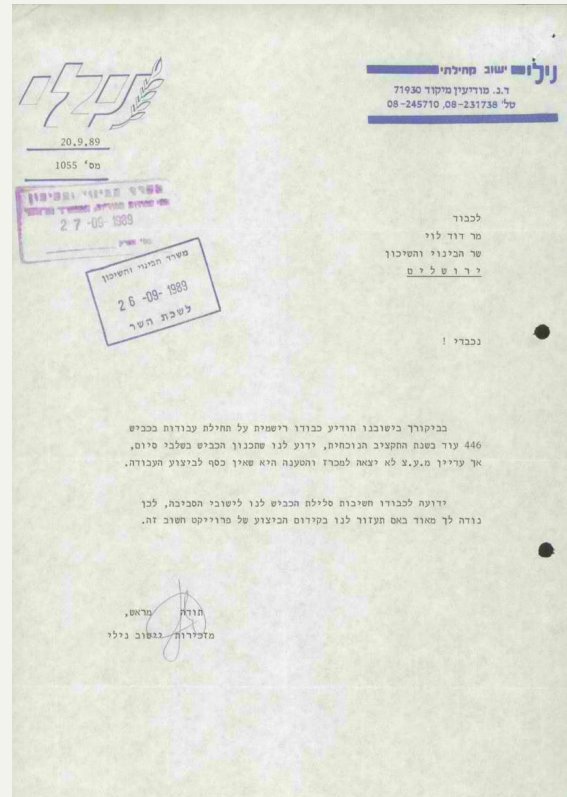 נילי ישוב קהילתי
ד.נ. מודיעין מיקוד 71930
טל' 08-231738, 08-245710
נילי
20.9.89
מס' 1055
משרד הבינוי והשיכון
27-09-1989
משרד הבינוי והשיכון
26-09-1989
לשכת השר
לכבוד
מר דוד לוי
שר הבינוי והשיכון
ירושלים
נכבדי !
בביקורך בישובנו הודיע כבודו רישמית על תחילת עבודות בכביש
446 עוד בשנת התקציב הנוכחית, ידוע לנו שתכנון הכביש בשלבי סיום,
אך עדיין מ.ע.צ לא יצאה למכרז והטענה היא שאין כסף לביצוע העבודה.
ידועה לכבודו חשיבות סלילת הכביש לנו לישובי הסביבה, לכן
נודה לך מאוד באם תעזור לנו בקידום הביצוע של פרוייקט חשוב זה.
תודה מראש,
מזכירות יישוב נילי